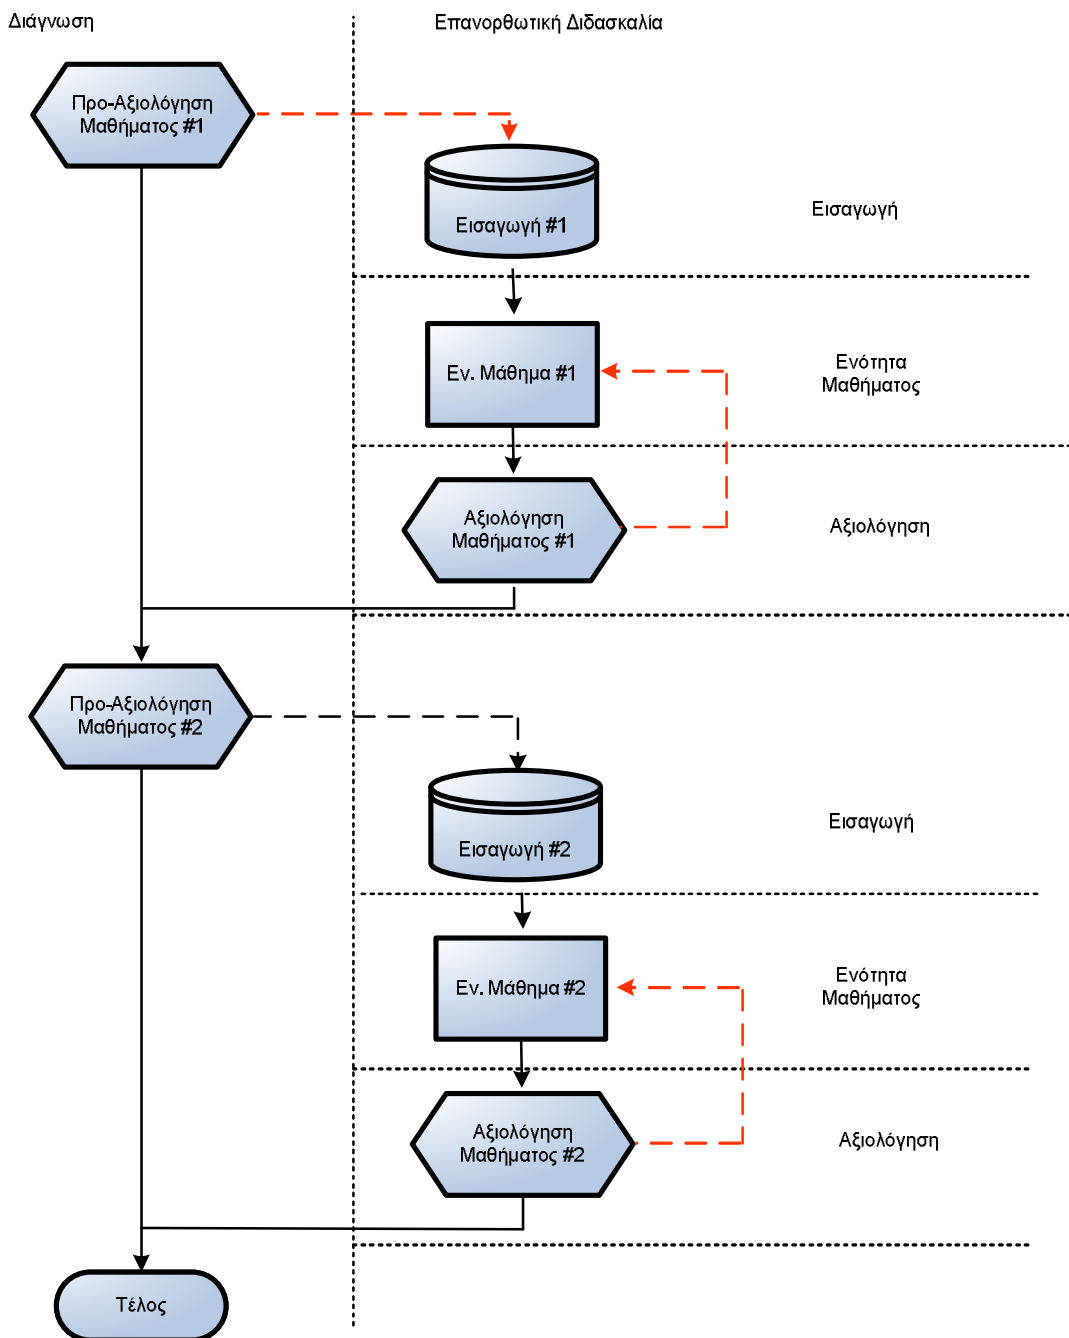 Διάγνωση
Επανορθωτική Διδασκαλία
Προ-Αξιολόγηση
Μαθήματος #1
Εισαγωγή #1
Εισαγωγή
Εν. Μάθημα #1
Ενότητα
Μαθήματος
Αξιολόγηση
Μαθήματος #1
Αξιολόγηση
Προ-Αξιολόγηση
Μαθήματος #2
Εισαγωγή #2
Εισαγωγή
Εν. Μάθημα #2
Ενότητα
Μαθήματος
Αξιολόγηση
Μαθήματος #2
Αξιολόγηση
Τέλος